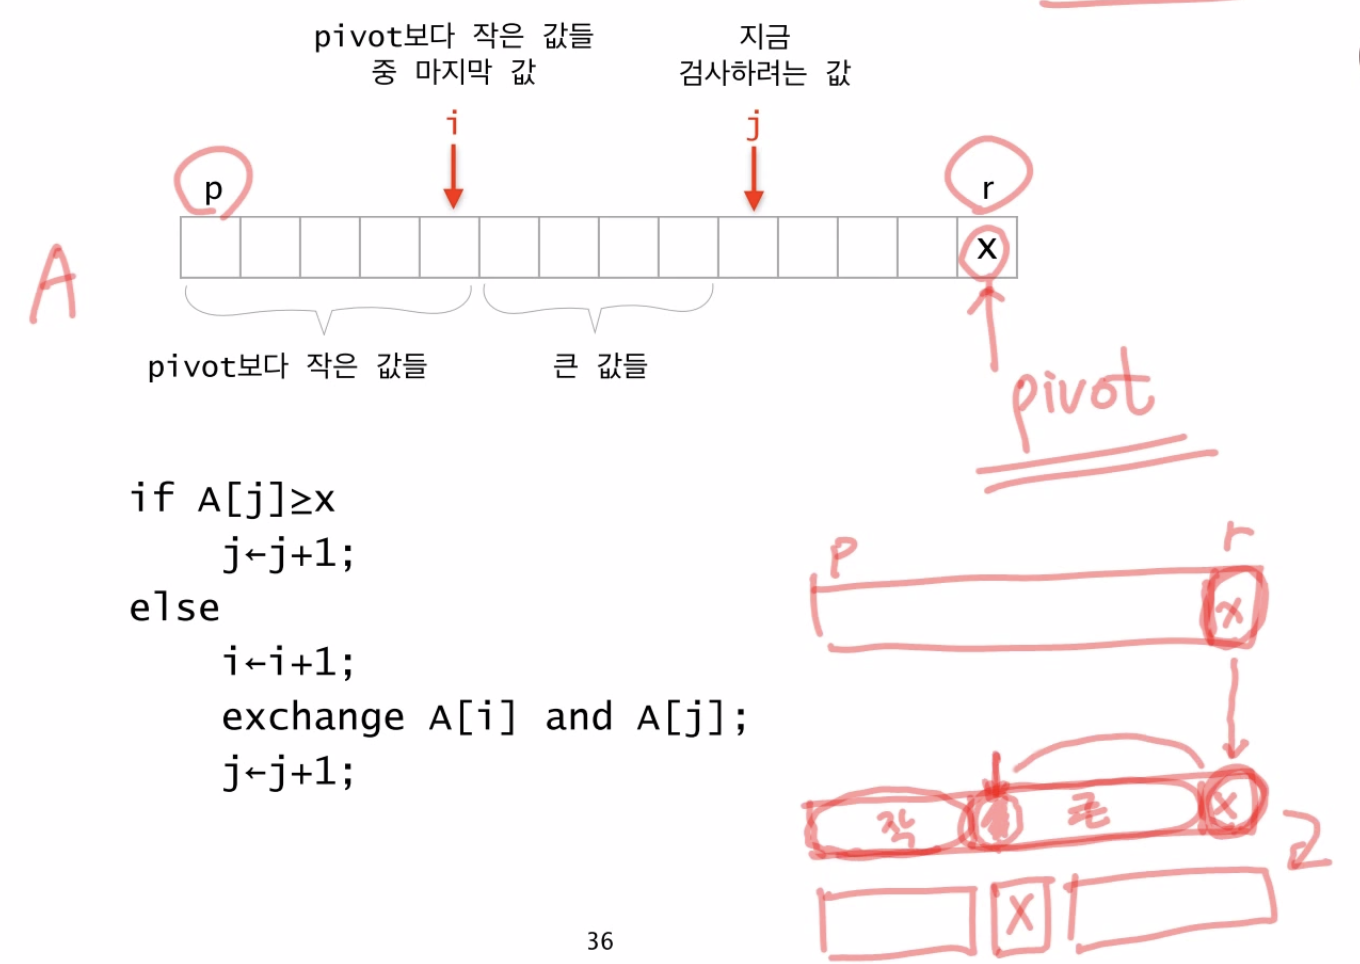 pivot보다 작은 값들
중 마지막 값
지금
검사하려는 값
i
j
p
r
A
x
pivot보다 작은 값들
큰 값들
pivot
if A[j]≥x
j←j+1;
else
i←i+1;
exchange A[i] and A[j];
j←j+1;
p
r
x
작
큰
x
2
X
36